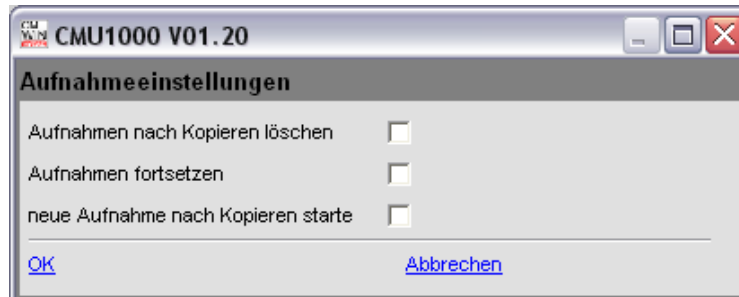 CMU1000 V01.20
Aufnahmeeinstellungen
Aufnahmen nach Kopieren löschen
Aufnahmen fortsetzen
neue Aufnahme nach Kopieren starte
OK
Abbrechen